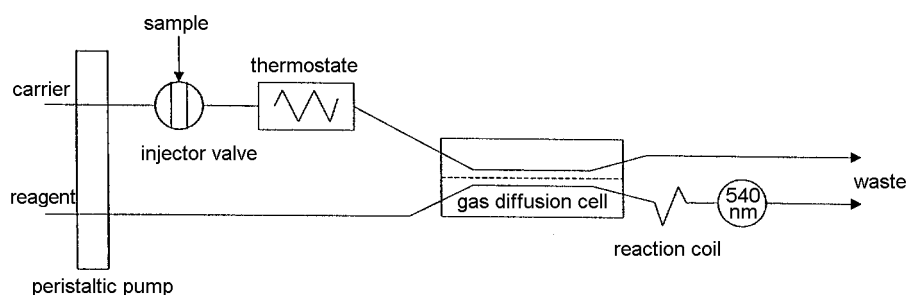 sample
carrier
thermostate
injector valve
reagent
gas diffusion cell
540
nm
waste
reaction coil
peristaltic pump